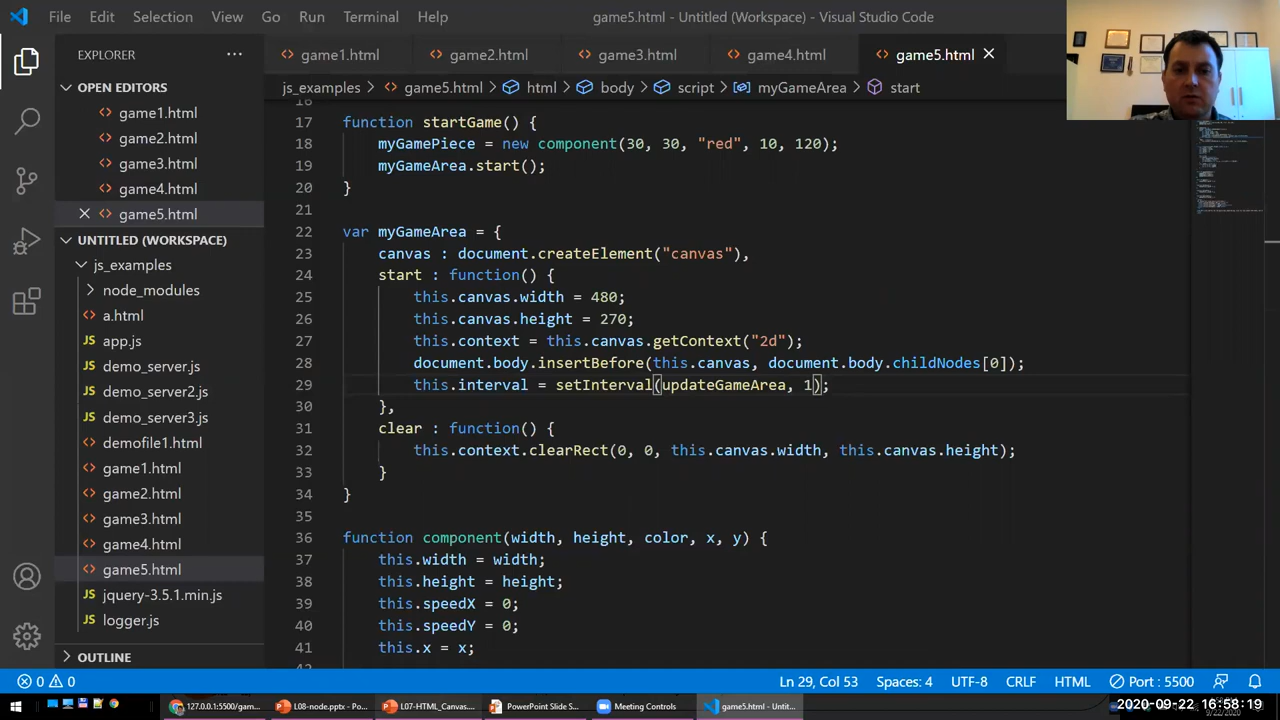 File Edit Selection View Go Run Terminal Help game5.html - Untitled (Workspace) - Visual Studio Code
EXPLORER ... game1.html game2.html game3.html game4.html game5.html
OPEN EDITORS
game1.html
game2.html
game3.html
game4.html
game5.html
UNTITLED (WORKSPACE)
js_examples
node_modules
a.html
app.js
demo_server.js
demo_server2.js
demo_server3.js
demofile1.html
game1.html
game2.html
game3.html
game4.html
game5.html
jquery-3.5.1.min.js
logger.js
OUTLINE
js_examples > game5.html > html > body > script > myGameArea > start
16
17 function startGame() {
18 myGamePiece = new component(30, 30, "red", 10, 120);
19 myGameArea.start();
20 }
21
22 var myGameArea = {
23 canvas : document.createElement("canvas"),
24 start : function() {
25 this.canvas.width = 480;
26 this.canvas.height = 270;
27 this.context = this.canvas.getContext("2d");
28 document.body.insertBefore(this.canvas, document.body.childNodes[0]);
29 this.interval = setInterval(updateGameArea, 1);
30 },
31 clear : function() {
32 this.context.clearRect(0, 0, this.canvas.width, this.canvas.height);
33 }
34 }
35
36 function component(width, height, color, x, y) {
37 this.width = width;
38 this.height = height;
39 this.speedX = 0;
40 this.speedY = 0;
41 this.x = x;
0 0 Ln 29, Col 53 Spaces: 4 UTF-8 CRLF HTML Port : 5500
127.0.0.1:5500/gam... L08-node.pptx - Po... L07-HTML_Canvas... PowerPoint Slide S... Meeting Controls game5.html - Untit... 2020-09-22 16:58:19